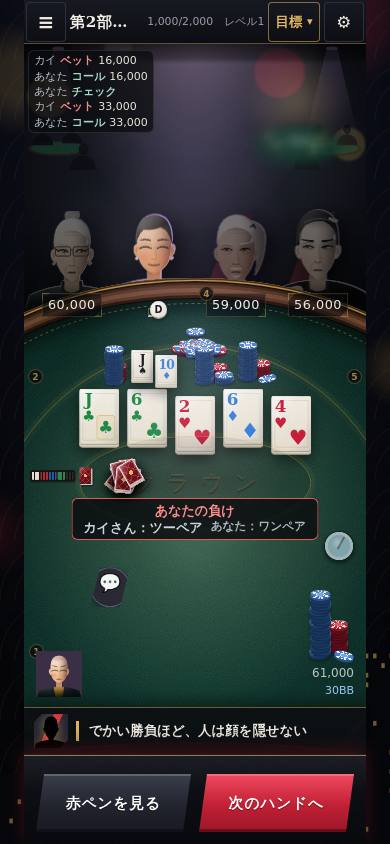 ☰ 第2部… 1,000/2,000 レベル1 目標 ▾ ⚙
カイ ベット 16,000
あなた コール 16,000
あなた チェック
カイ ベット 33,000
あなた コール 33,000
4
60,000 59,000 56,000
D
2 5
J 10
J 6 2 6 4
ラウン
あなたの負け
カイさん：ツーペア あなた：ワンペア
💬
1
61,000
30BB
でかい勝負ほど、人は顔を隠せない
赤ペンを見る 次のハンドへ